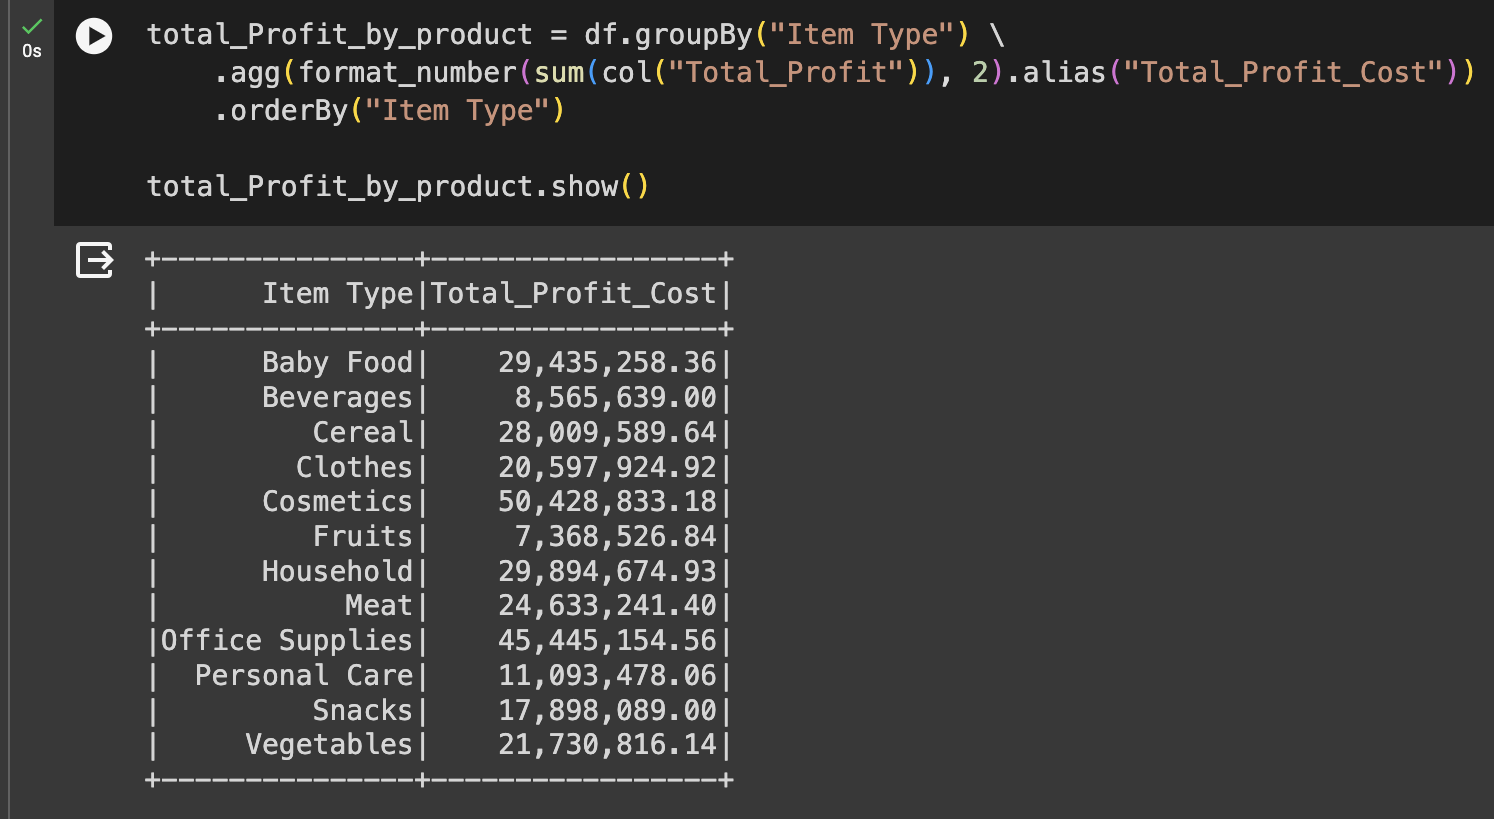 0s
total_Profit_by_product = df.groupBy("Item Type") \
    .agg(format_number(sum(col("Total_Profit")), 2).alias("Total_Profit_Cost"))
    .orderBy("Item Type")
total_Profit_by_product.show()
+---------------+-----------------+
|      Item Type|Total_Profit_Cost|
+---------------+-----------------+
|      Baby Food|    29,435,258.36|
|      Beverages|     8,565,639.00|
|         Cereal|    28,009,589.64|
|        Clothes|    20,597,924.92|
|      Cosmetics|    50,428,833.18|
|         Fruits|     7,368,526.84|
|      Household|    29,894,674.93|
|           Meat|    24,633,241.40|
|Office Supplies|    45,445,154.56|
|  Personal Care|    11,093,478.06|
|         Snacks|    17,898,089.00|
|     Vegetables|    21,730,816.14|
+---------------+-----------------+